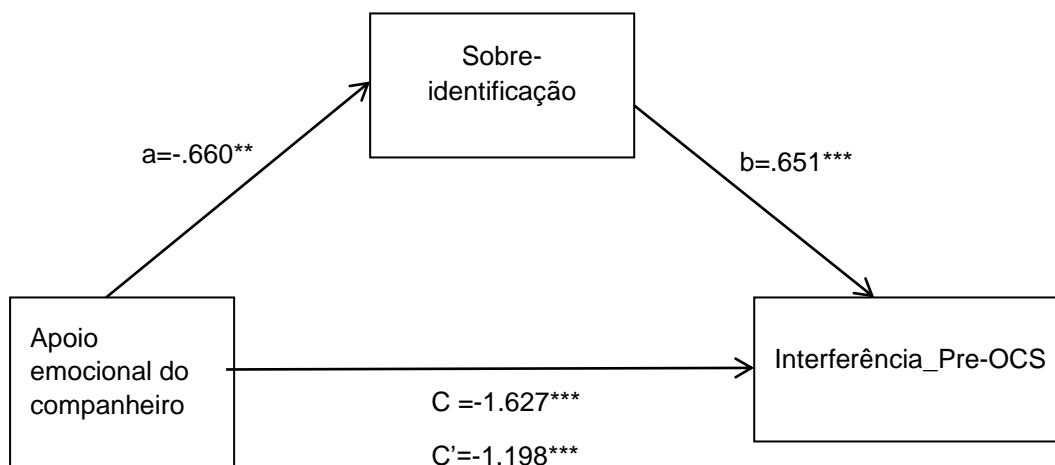 Sobre-
identificação
a=-.660**
b=.651***
Apoio
emocional do
companheiro
Interferência_Pre-OCS
C =-1.627***
C’=-1.198***